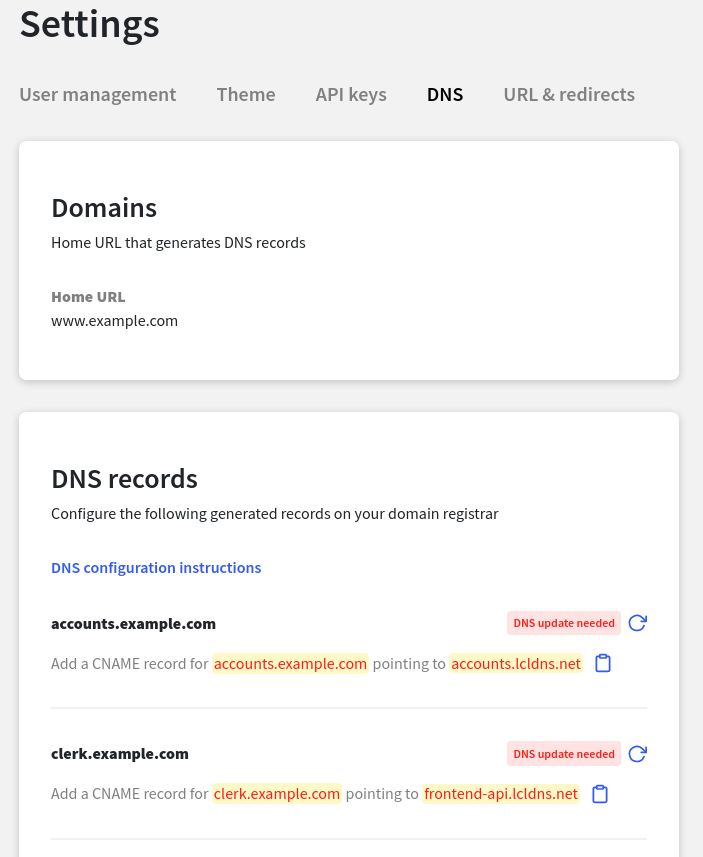 Settings
User management Theme API keys DNS URL & redirects
Domains
Home URL that generates DNS records
Home URL
www.example.com
DNS records
Configure the following generated records on your domain registrar
DNS configuration instructions
accounts.example.com DNS update needed
Add a CNAME record for accounts.example.com pointing to accounts.lcldns.net
clerk.example.com DNS update needed
Add a CNAME record for clerk.example.com pointing to frontend-api.lcldns.net